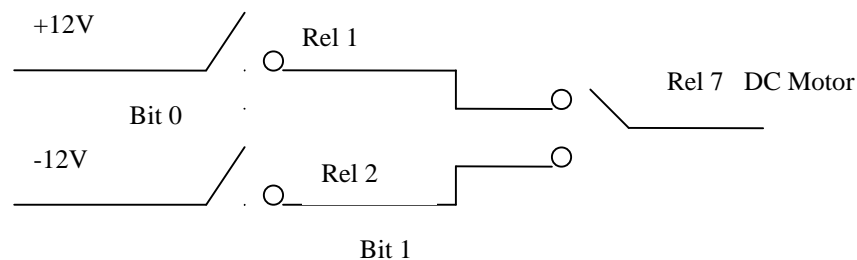 +12V
Rel 1
Rel 7 DC Motor
Bit 0
-12V
Rel 2
Bit 1